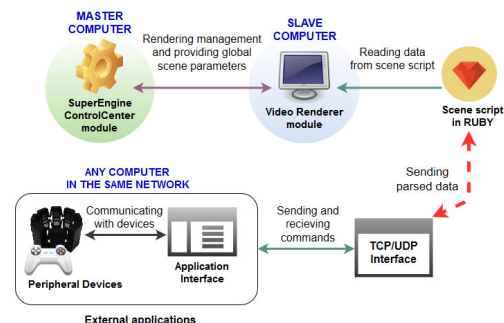 MASTER
COMPUTER
SLAVE
COMPUTER
Rendering management
and providing global
scene parameters
Reading data
from scene script
SuperEngine
ControlCenter
module
Video Renderer
module
Scene script
in RUBY
Sending
parsed data
ANY COMPUTER
IN THE SAME NETWORK
Communicating
with devices
Sending and
recieving
commands
Peripheral Devices
Application
Interface
TCP/UDP
Interface
External applications